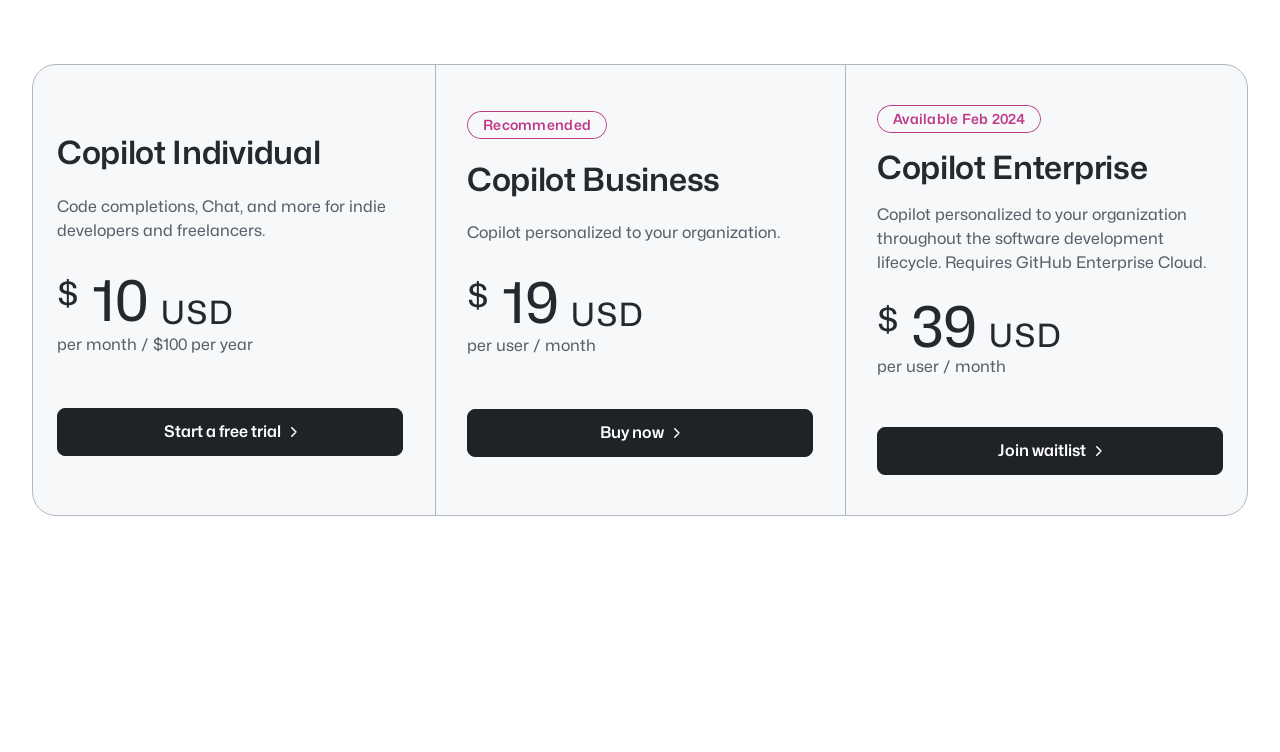 Copilot Individual
Code completions, Chat, and more for indie
developers and freelancers.
$ 10 USD
per month / $100 per year
Start a free trial
Recommended
Copilot Business
Copilot personalized to your organization.
$ 19 USD
per user / month
Buy now
Available Feb 2024
Copilot Enterprise
Copilot personalized to your organization
throughout the software development
lifecycle. Requires GitHub Enterprise Cloud.
$ 39 USD
per user / month
Join waitlist